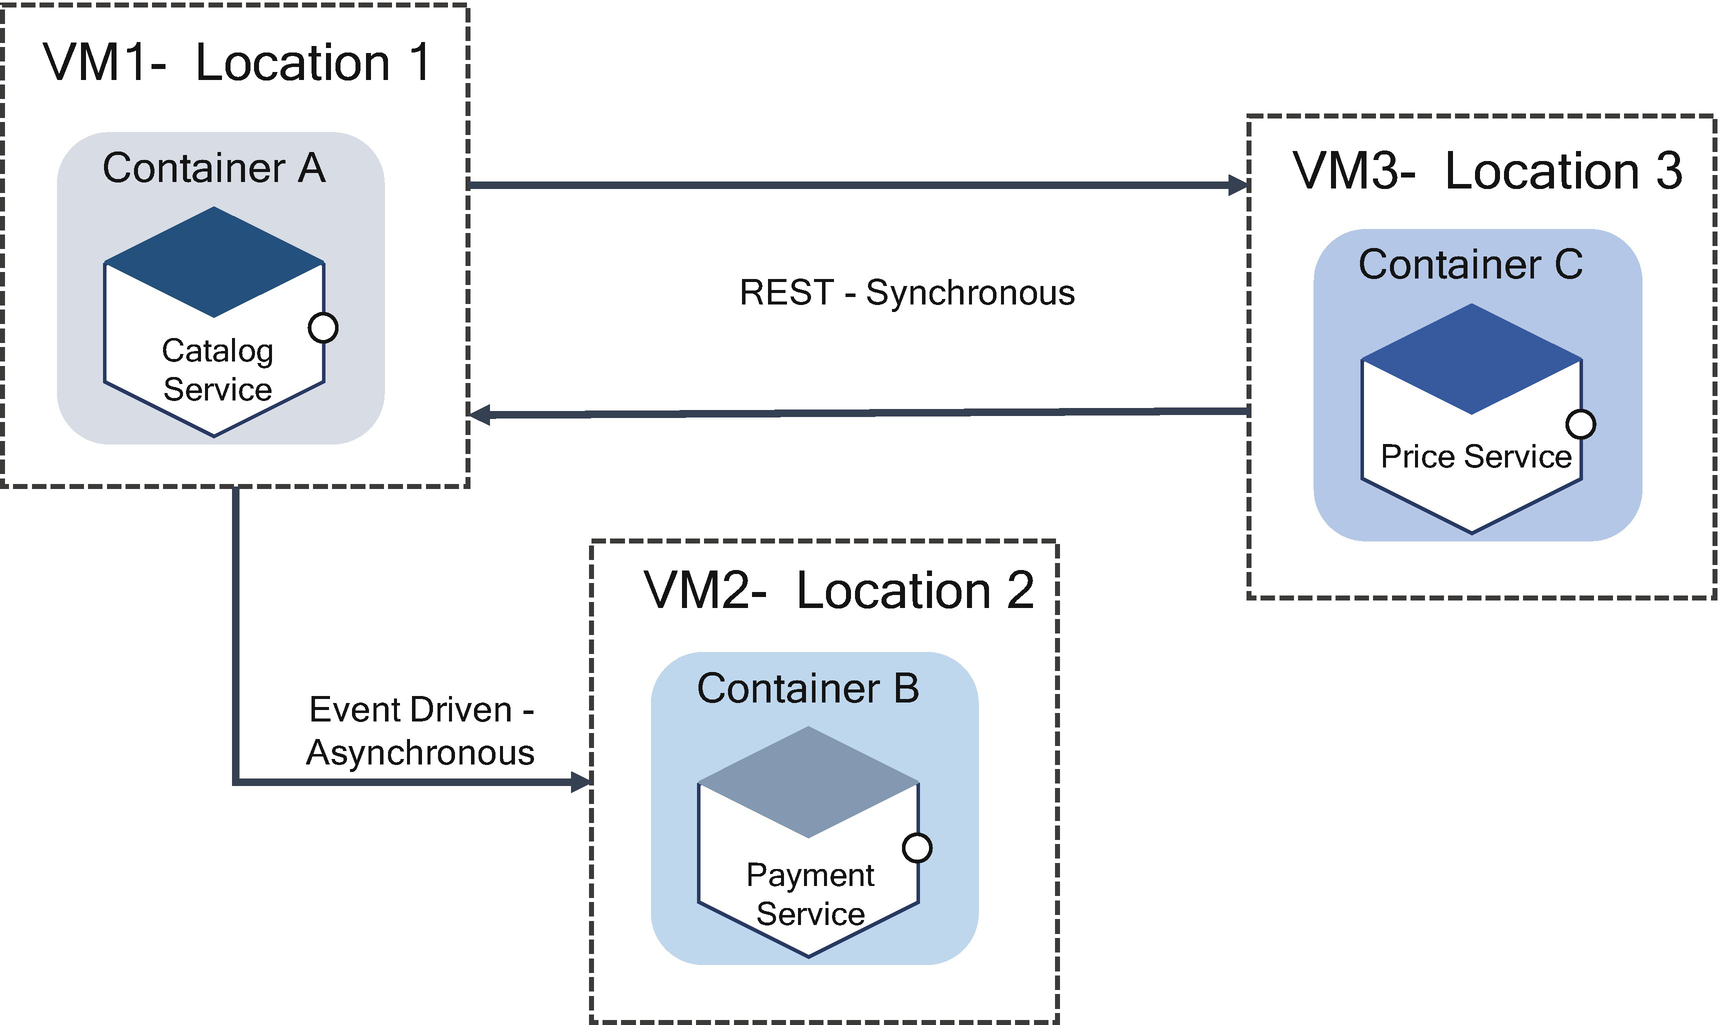 VM1- Location 1
Container A
Catalog
Service
REST - Synchronous
VM3- Location 3
Container C
Price Service
Event Driven -
Asynchronous
VM2- Location 2
Container B
Payment
Service